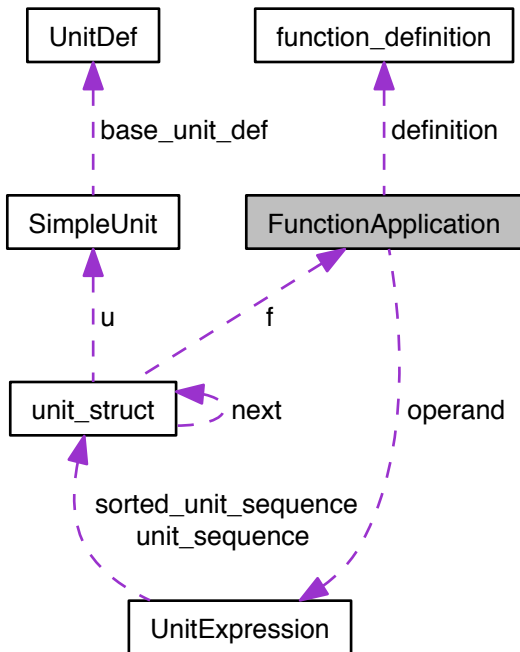 UnitDef
function_definition
base_unit_def
definition
SimpleUnit
FunctionApplication
u
f
unit_struct
next
operand
sorted_unit_sequence
unit_sequence
UnitExpression